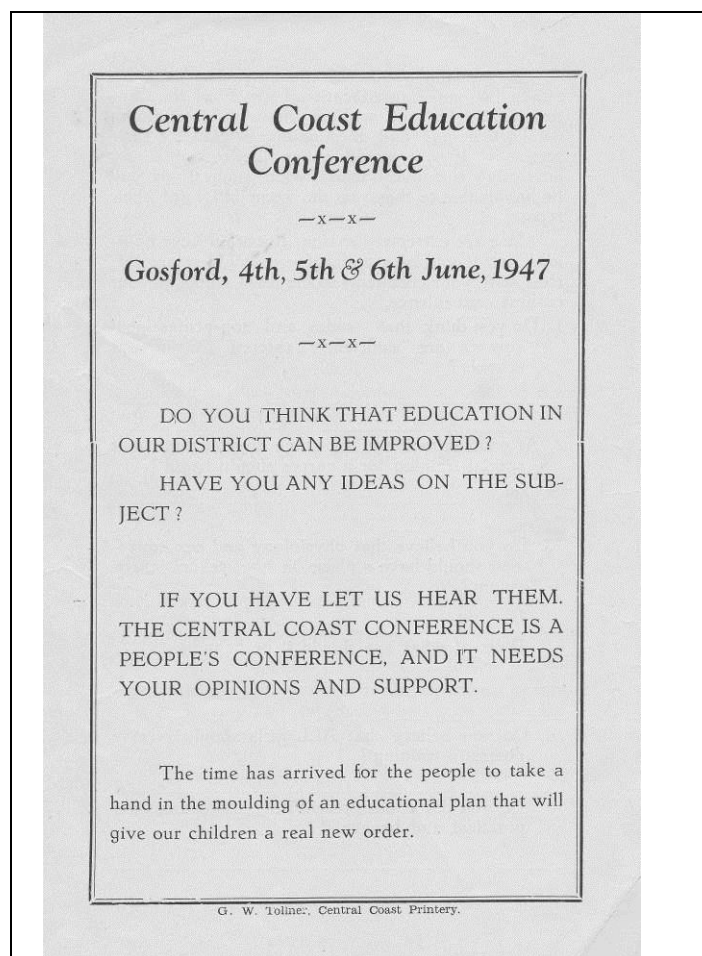 Central Coast Education
Conference
—x—x—
Gosford, 4th, 5th & 6th June, 1947
—x—x—
DO YOU THINK THAT EDUCATION IN
OUR DISTRICT CAN BE IMPROVED ?
HAVE YOU ANY IDEAS ON THE SUB-
JECT ?
IF YOU HAVE LET US HEAR THEM.
THE CENTRAL COAST CONFERENCE IS A
PEOPLE'S CONFERENCE, AND IT NEEDS
YOUR OPINIONS AND SUPPORT.
The time has arrived for the people to take a
hand in the moulding of an educational plan that will
give our children a real new order.
G. W. Toliner, Central Coast Printery.